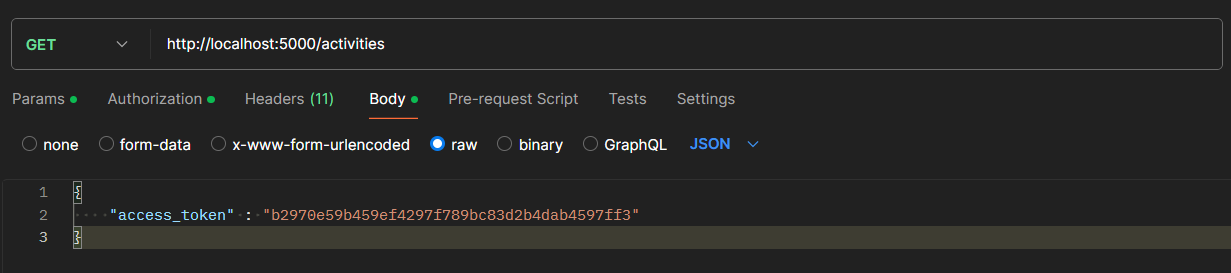 GET http://localhost:5000/activities
Params Authorization Headers (11) Body Pre-request Script Tests Settings
none form-data x-www-form-urlencoded raw binary GraphQL JSON
1 {
2 "access_token" : "b2970e59b459ef4297f789bc83d2b4dab4597ff3"
3 }